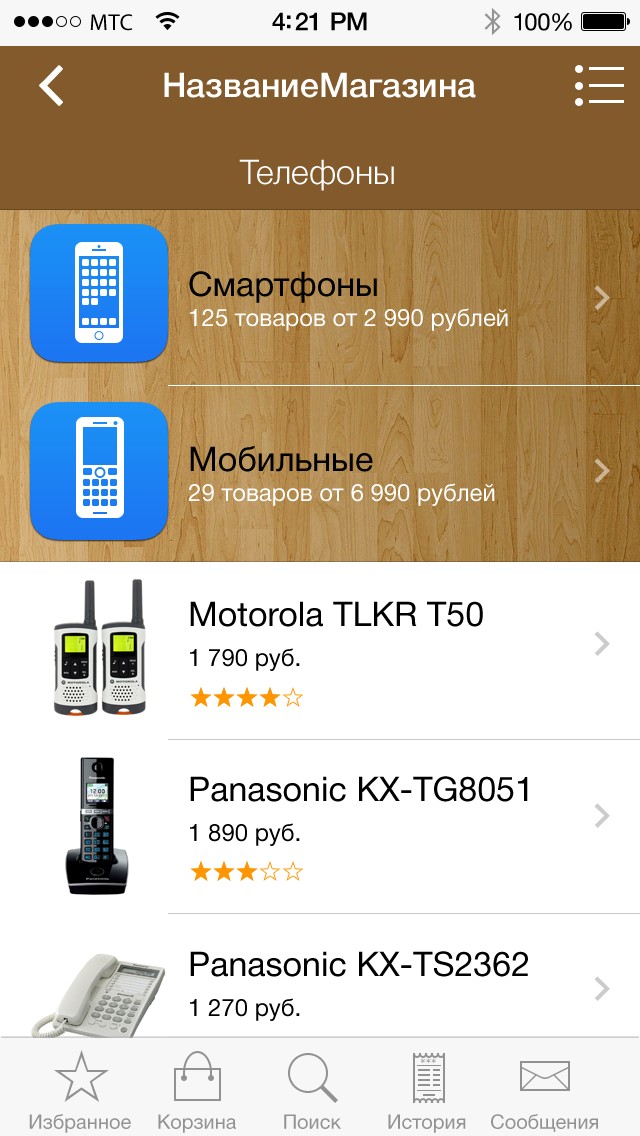 МТС 4:21 PM 100%
НазваниеМагазина
Телефоны
Смартфоны
125 товаров от 2 990 рублей
Мобильные
29 товаров от 6 990 рублей
Motorola TLKR T50
1 790 руб.
Panasonic KX-TG8051
1 890 руб.
Panasonic KX-TS2362
1 270 руб.
Избранное Корзина Поиск История Сообщения